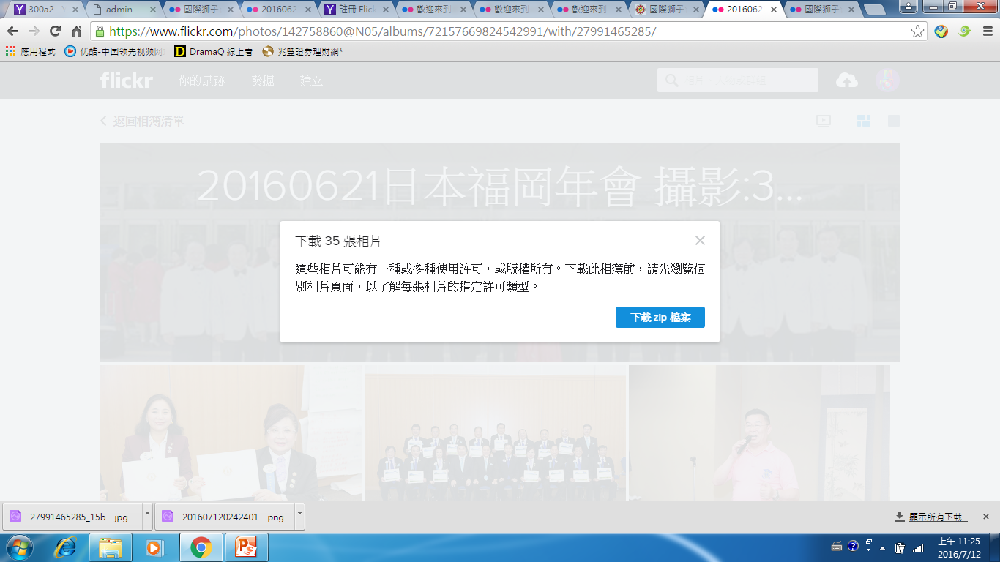 300a2 - Y
admin
國際獅子
2016062
註冊 Flick
歡迎來到
歡迎來到
歡迎來到
國際獅子
2016062
國際獅子
https://www.flickr.com/photos/142758860@N05/albums/72157669824542991/with/27991465285/
應用程式
优酷-中国领先视频网
DramaQ 線上看
兆豐證券理財網*
flickr
你的足跡
發掘
建立
返回相簿清單
20160621日本福岡年會 攝影:3...
下載 35 張相片
這些相片可能有一種或多種使用許可，或版權所有。下載此相簿前，請先瀏覽個
別相片頁面，以了解每張相片的指定許可類型。
下載 zip 檔案
27991465285_15b....jpg
201607120242401....png
顯示所有下載...
上午 11:25
2016/7/12